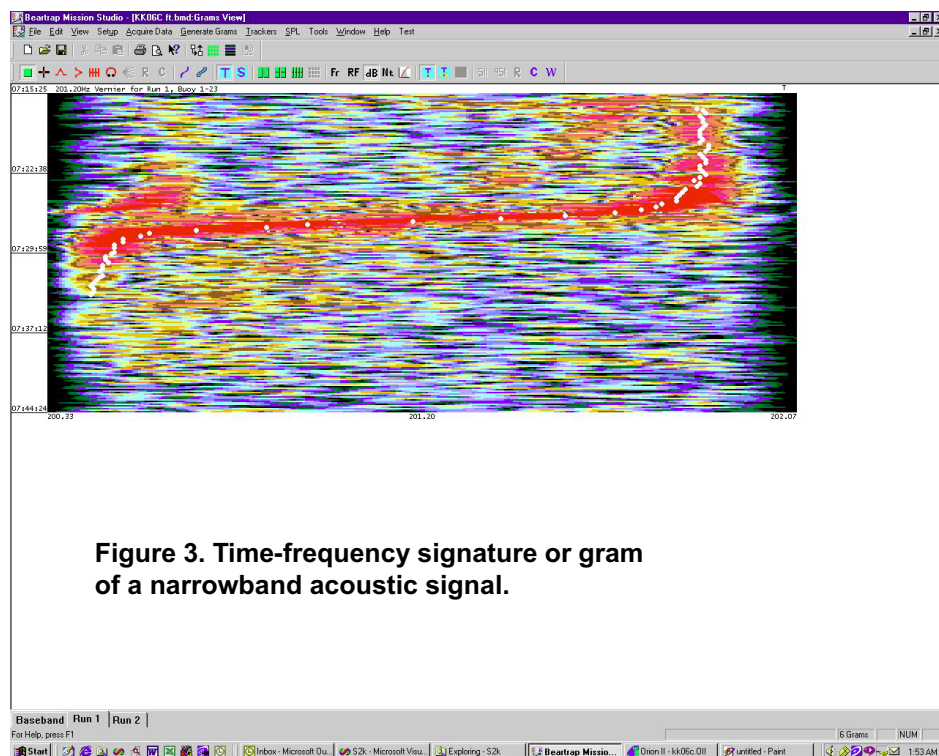 Beartrap Mission Studio - [KK06C ft.bmd:Grams View]
File Edit View Setup Acquire Data Generate Grams Trackers SPL Tools Window Help Test
R C T S Fr RF dB Nt T T R C W
07:15:25 201.20Hz Vernier for Run 1, Buoy 1-23 T
07:22:38
07:29:59
07:37:12
07:44:24
200.33 201.20 202.07
Figure 3. Time-frequency signature or gram
of a narrowband acoustic signal.
Baseband Run 1 Run 2
For Help, press F1 6 Grams NUM
Start Inbox - Microsoft Ou... S2k - Microsoft Visu... Exploring - S2k Beartrap Missio... Orion II - kk06c.OII untitled - Paint 1:53 AM